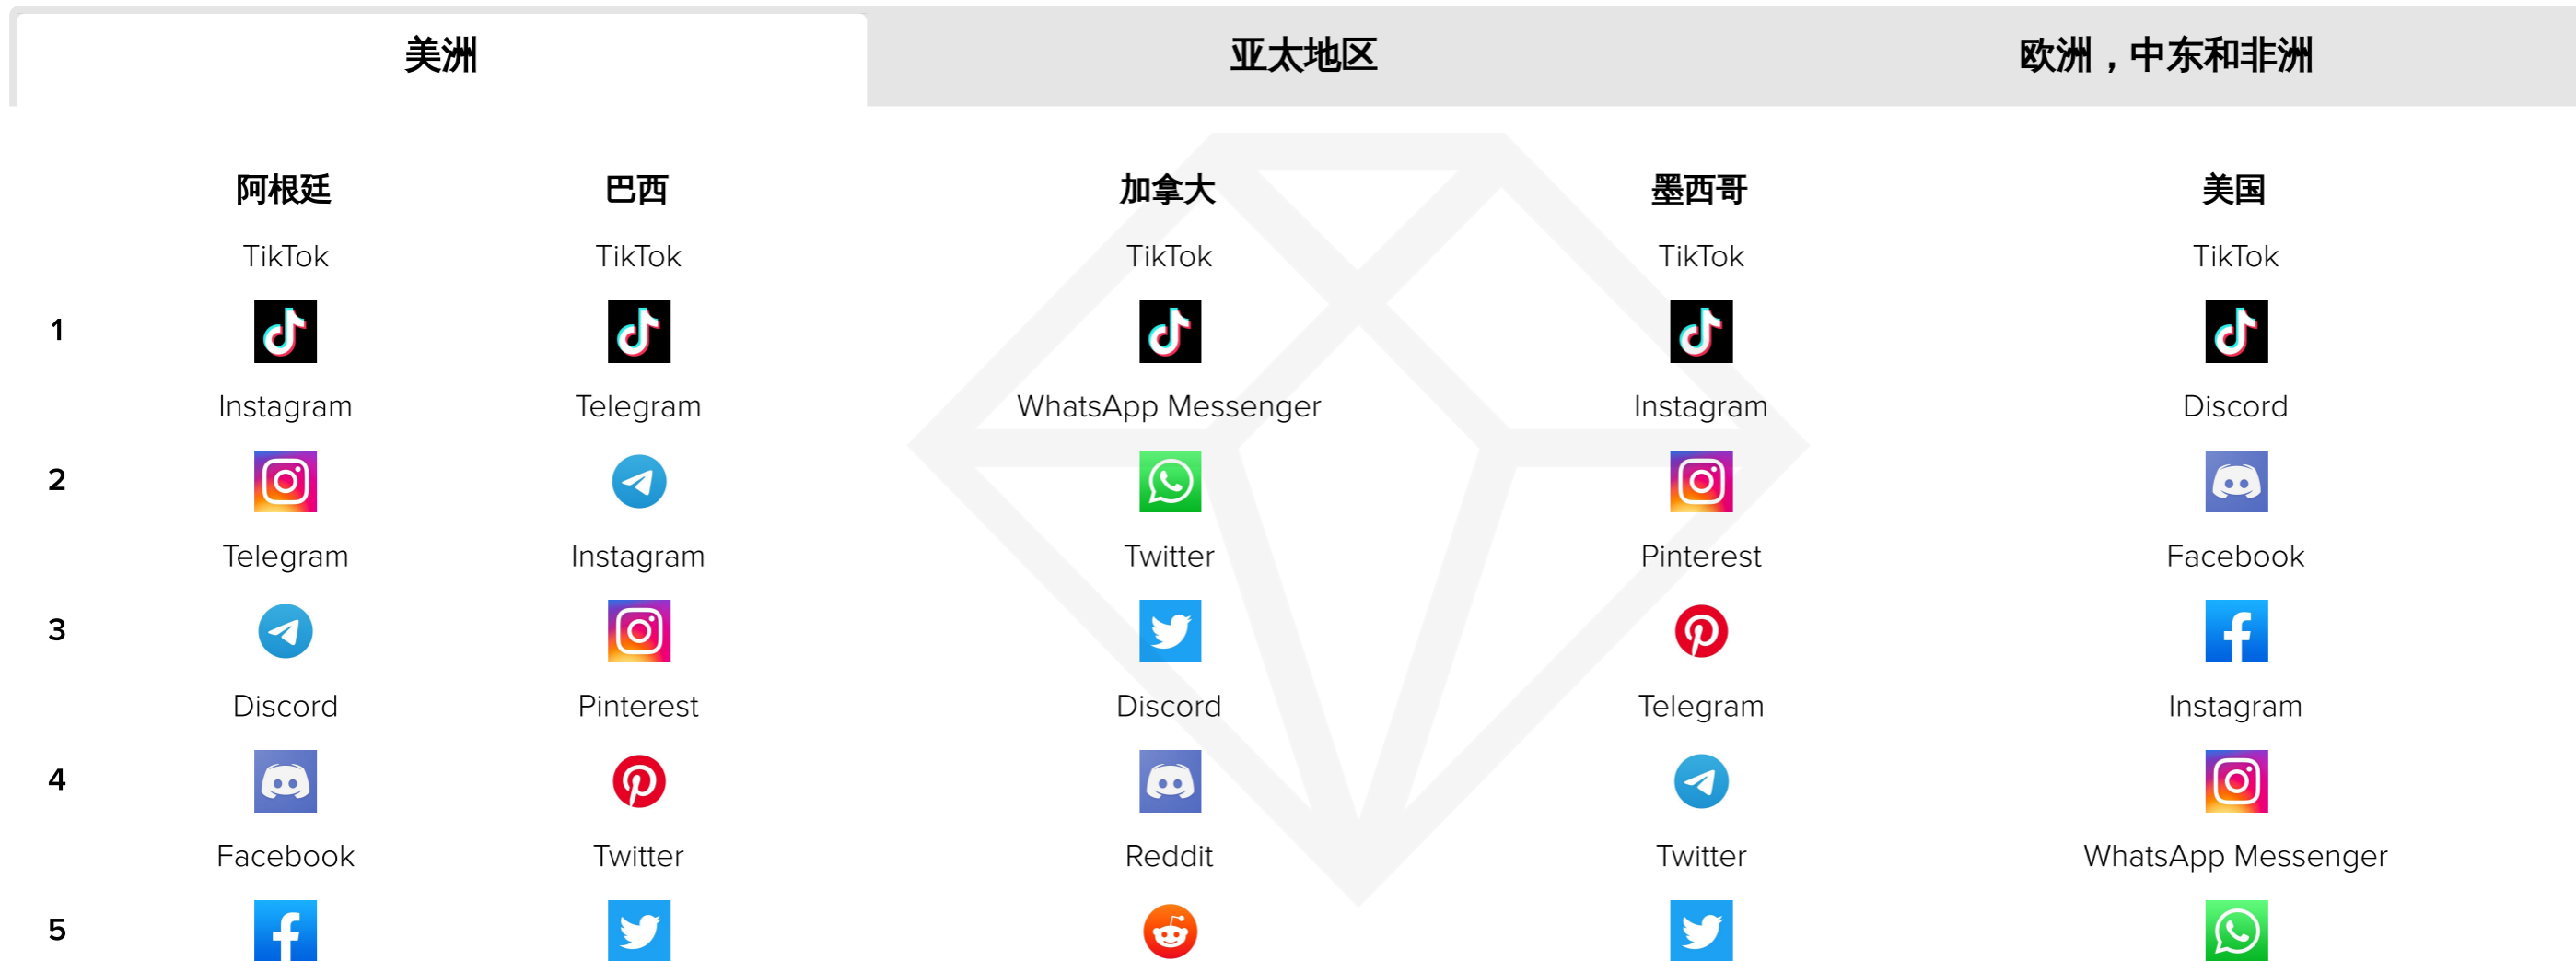 美洲 亚太地区 欧洲，中东和非洲
阿根廷 巴西 加拿大 墨西哥 美国
TikTok TikTok TikTok TikTok TikTok
1
Instagram Telegram WhatsApp Messenger Instagram Discord
2
Telegram Instagram Twitter Pinterest Facebook
3
Discord Pinterest Discord Telegram Instagram
4
Facebook Twitter Reddit Twitter WhatsApp Messenger
5